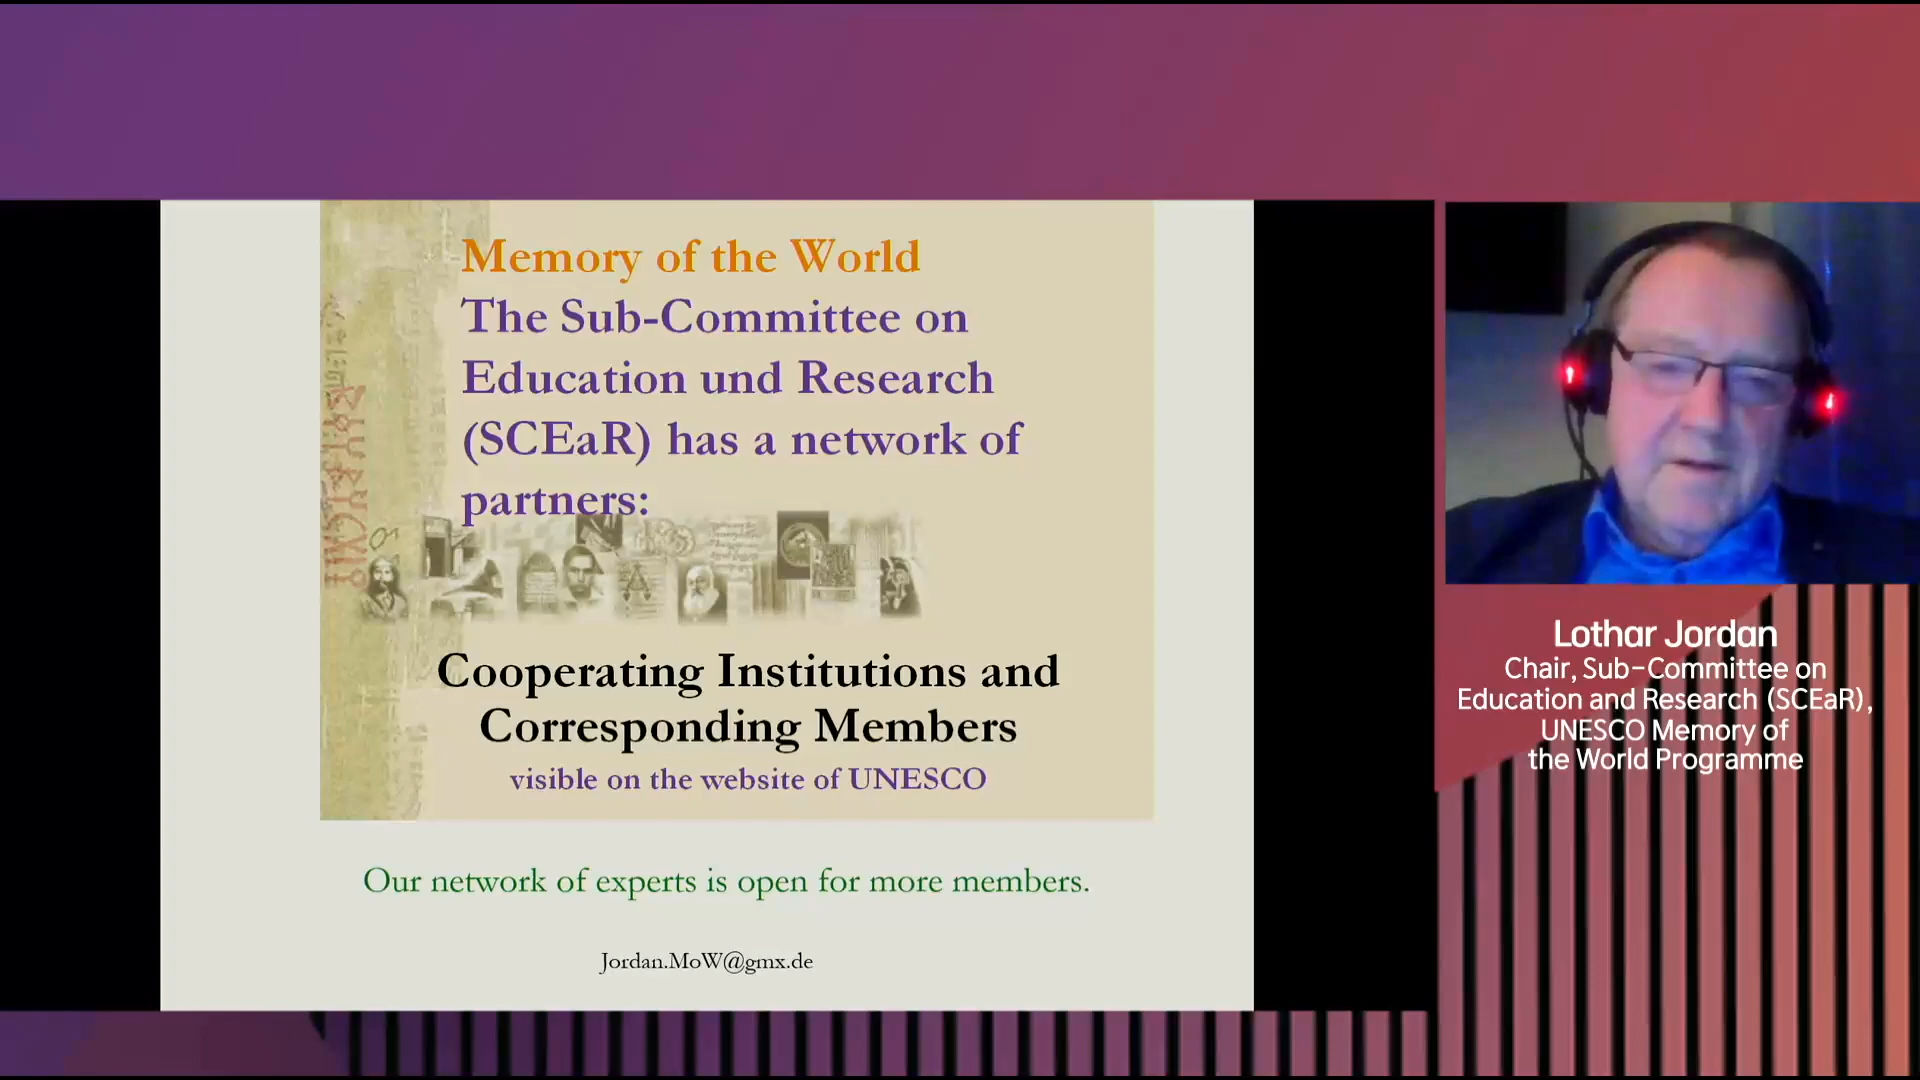 Memory of the World
The Sub-Committee on
Education und Research
(SCEaR) has a network of
partners:
Cooperating Institutions and
Corresponding Members
visible on the website of UNESCO
Our network of experts is open for more members.
Jordan.MoW@gmx.de
Lothar Jordan
Chair, Sub-Committee on
Education and Research (SCEaR),
UNESCO Memory of
the World Programme